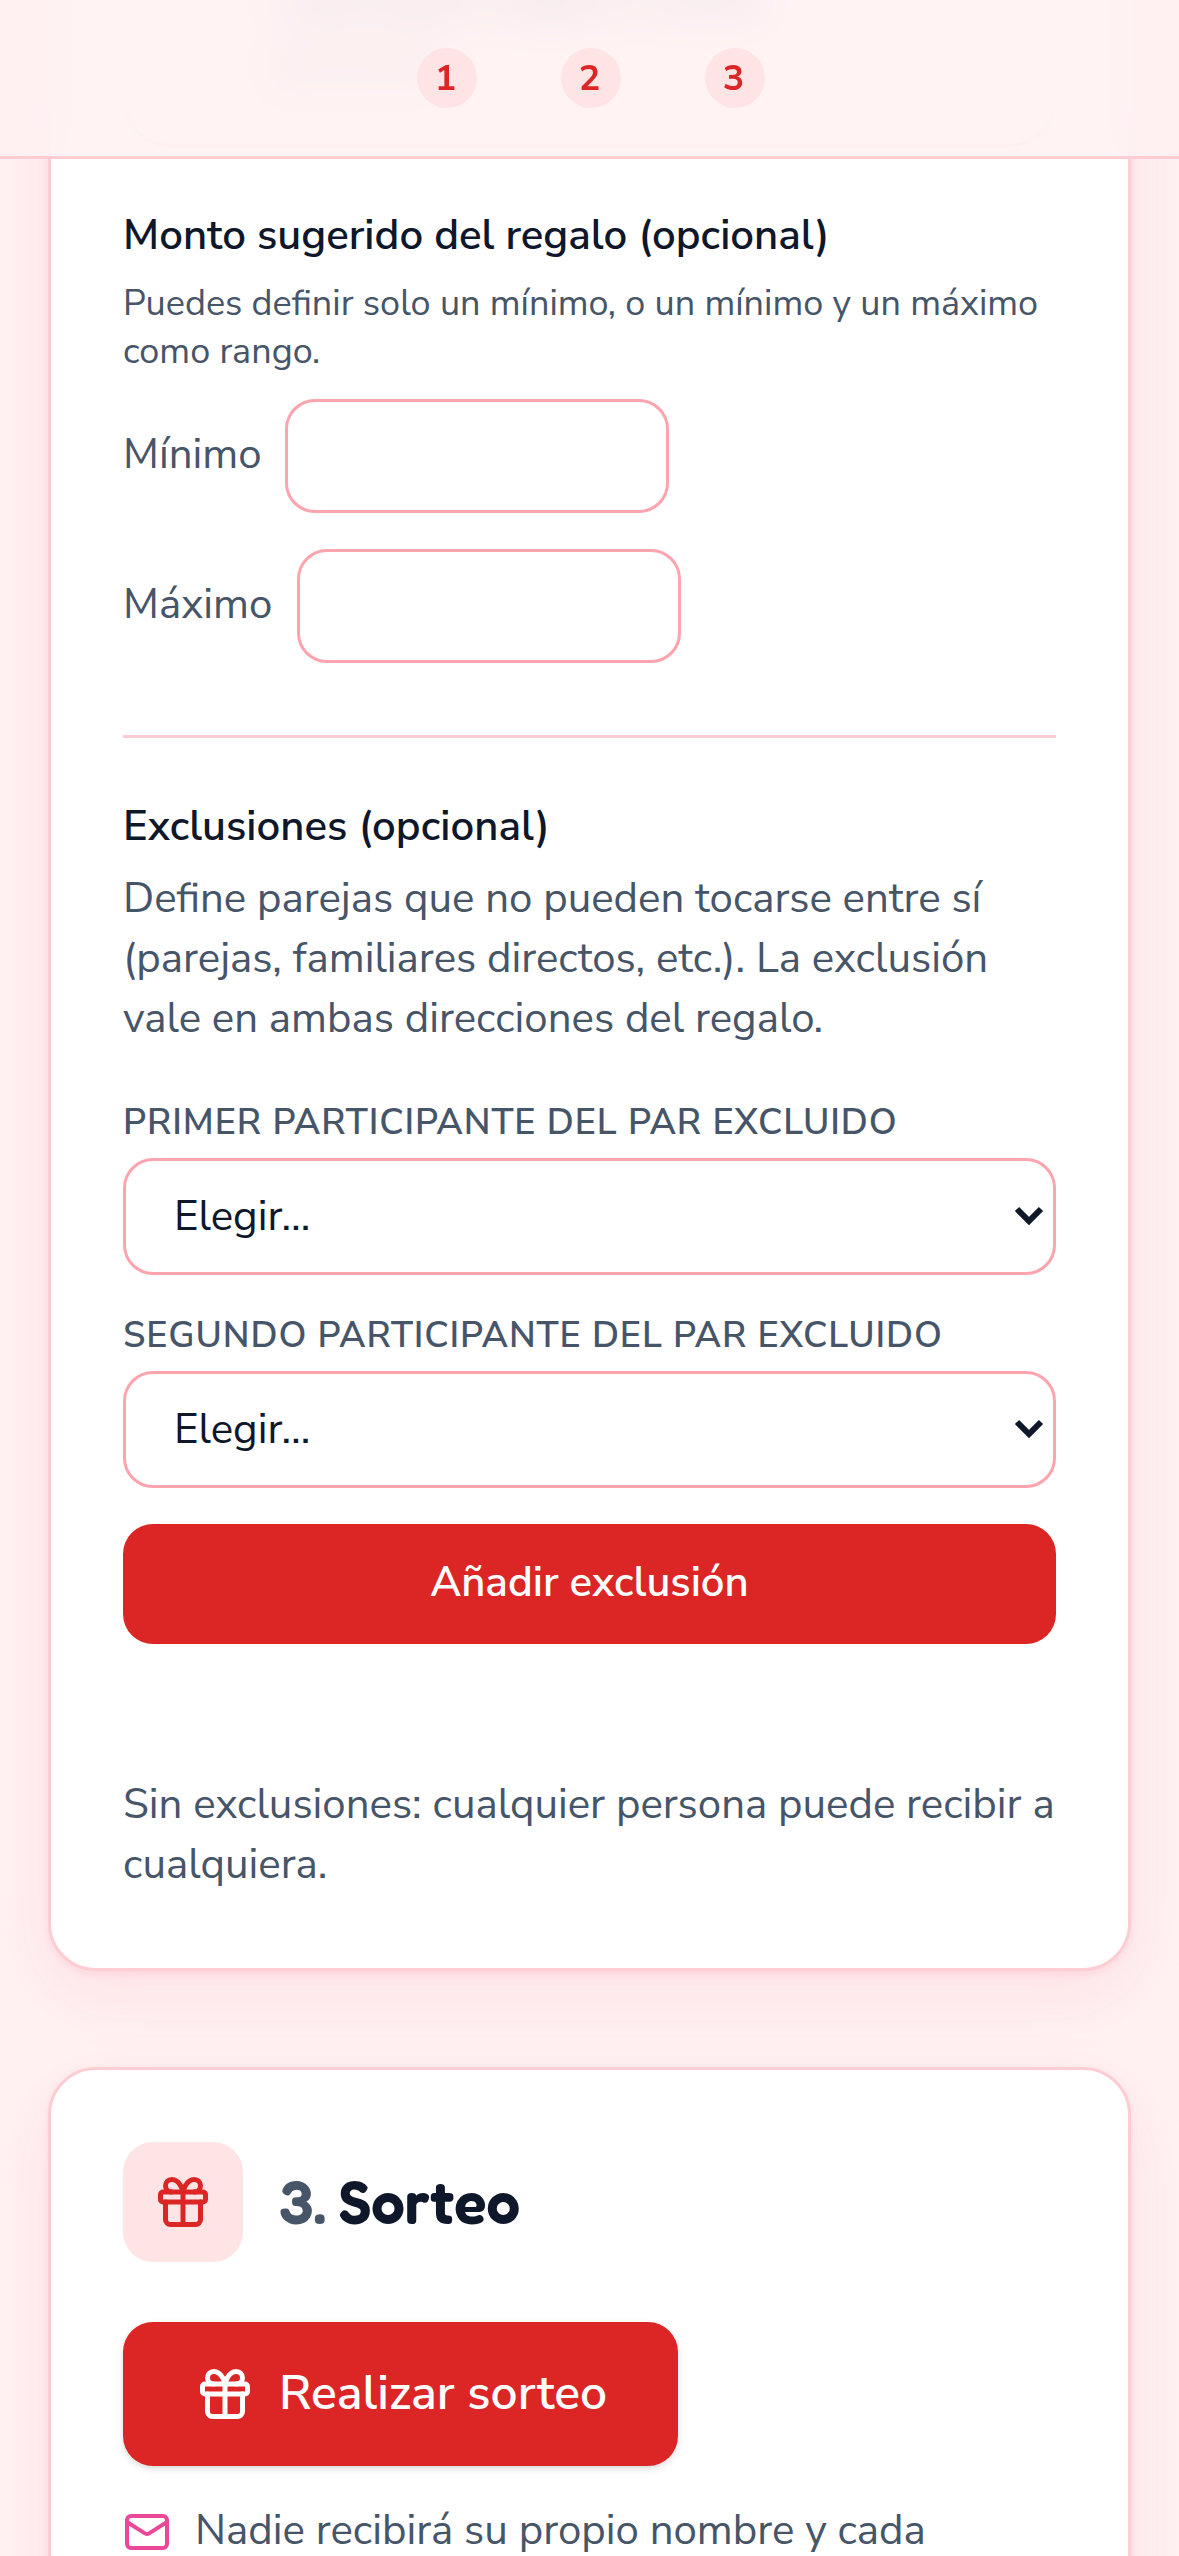 1 2 3
Monto sugerido del regalo (opcional)
Puedes definir solo un mínimo, o un mínimo y un máximo
como rango.
Mínimo
Máximo
Exclusiones (opcional)
Define parejas que no pueden tocarse entre sí
(parejas, familiares directos, etc.). La exclusión
vale en ambas direcciones del regalo.
PRIMER PARTICIPANTE DEL PAR EXCLUIDO
Elegir...
SEGUNDO PARTICIPANTE DEL PAR EXCLUIDO
Elegir...
Añadir exclusión
Sin exclusiones: cualquier persona puede recibir a
cualquiera.
3. Sorteo
Realizar sorteo
Nadie recibirá su propio nombre y cada